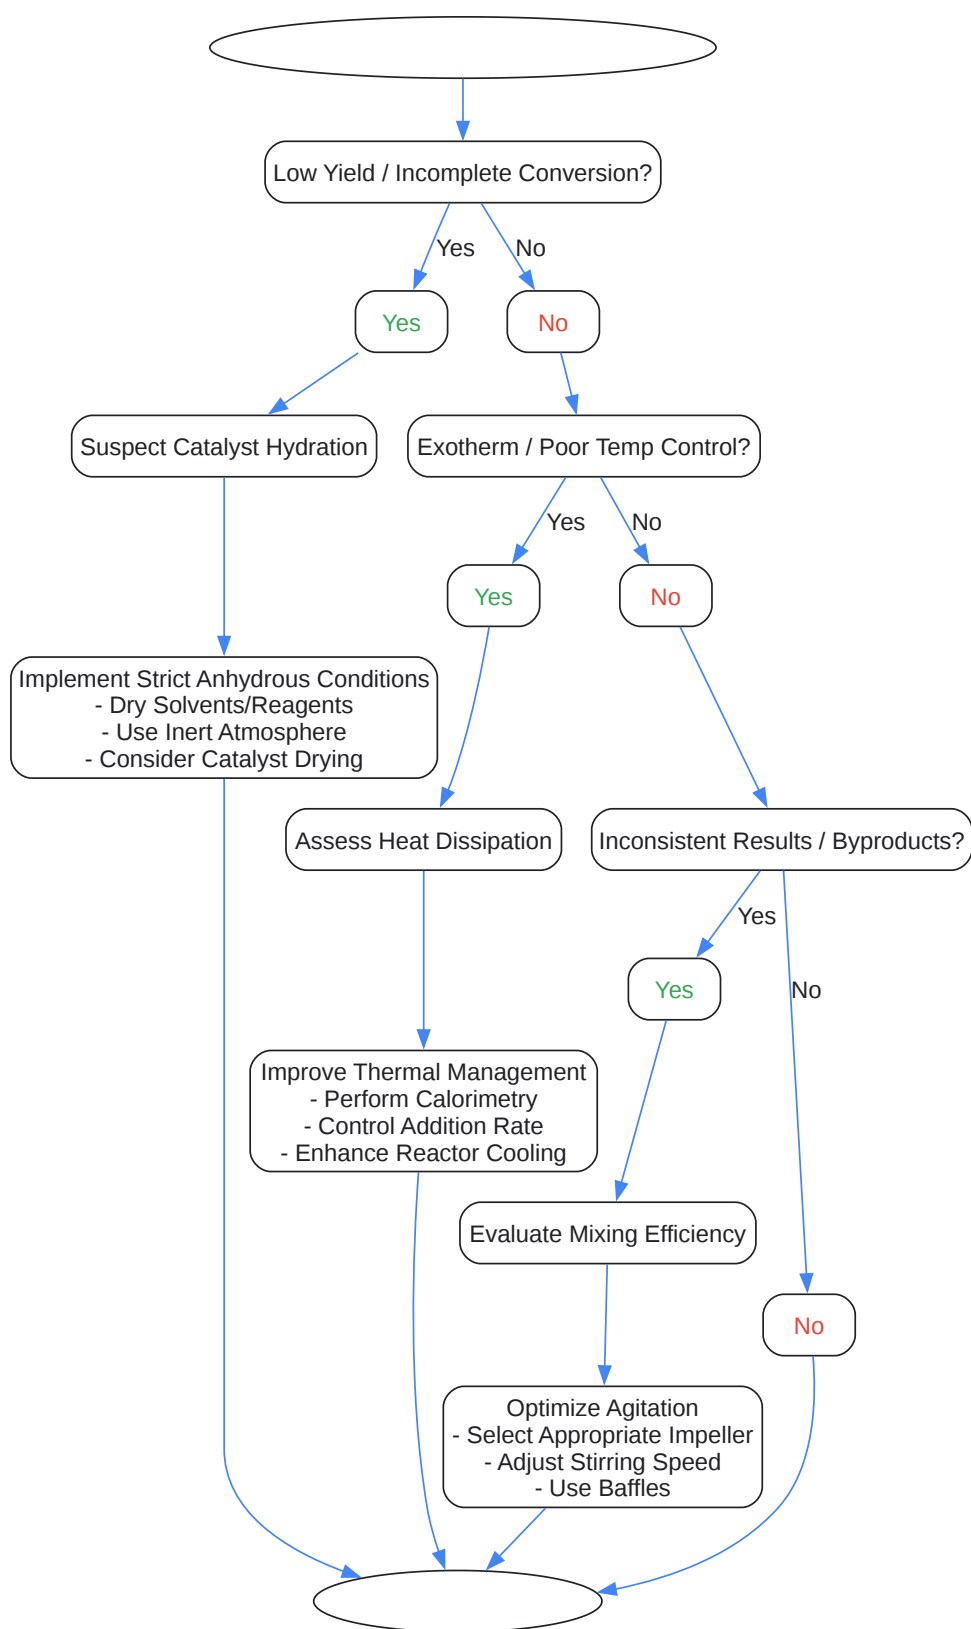 Low Yield / Incomplete Conversion?
Yes
No
Yes
No
Suspect Catalyst Hydration
Exotherm / Poor Temp Control?
Yes
No
Yes
No
Implement Strict Anhydrous Conditions
- Dry Solvents/Reagents
- Use Inert Atmosphere
- Consider Catalyst Drying
Assess Heat Dissipation
Inconsistent Results / Byproducts?
Yes
Yes
No
Improve Thermal Management
- Perform Calorimetry
- Control Addition Rate
- Enhance Reactor Cooling
Evaluate Mixing Efficiency
No
Optimize Agitation
- Select Appropriate Impeller
- Adjust Stirring Speed
- Use Baffles